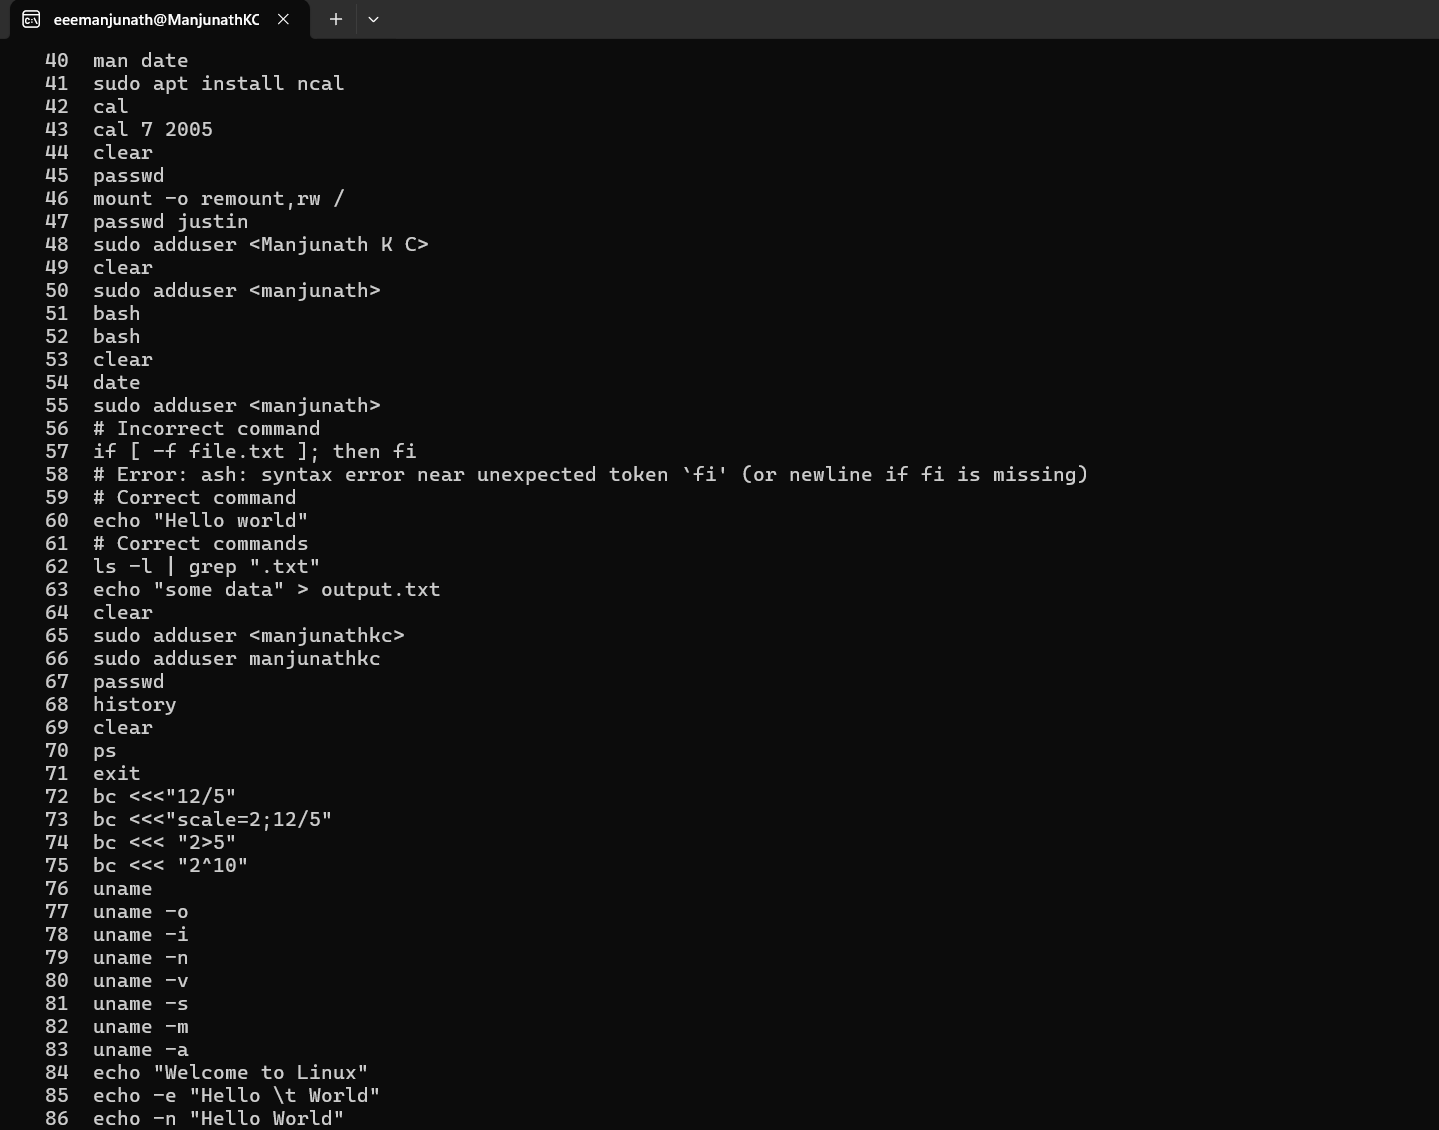 eeemanjunath@ManjunathKC
40 man date
41 sudo apt install ncal
42 cal
43 cal 7 2005
44 clear
45 passwd
46 mount -o remount,rw /
47 passwd justin
48 sudo adduser <Manjunath K C>
49 clear
50 sudo adduser <manjunath>
51 bash
52 bash
53 clear
54 date
55 sudo adduser <manjunath>
56 # Incorrect command
57 if [ -f file.txt ]; then fi
58 # Error: ash: syntax error near unexpected token `fi' (or newline if fi is missing)
59 # Correct command
60 echo "Hello world"
61 # Correct commands
62 ls -l | grep ".txt"
63 echo "some data" > output.txt
64 clear
65 sudo adduser <manjunathkc>
66 sudo adduser manjunathkc
67 passwd
68 history
69 clear
70 ps
71 exit
72 bc <<<"12/5"
73 bc <<<"scale=2;12/5"
74 bc <<< "2>5"
75 bc <<< "2^10"
76 uname
77 uname -o
78 uname -i
79 uname -n
80 uname -v
81 uname -s
82 uname -m
83 uname -a
84 echo "Welcome to Linux"
85 echo -e "Hello \t World"
86 echo -n "Hello World"